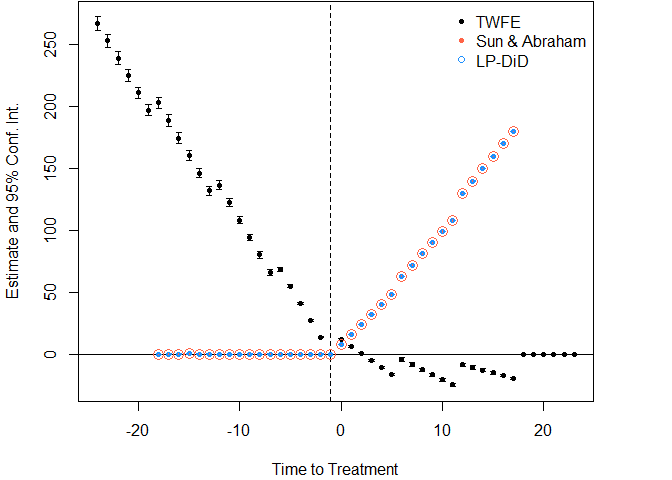 TWFE
Sun & Abraham
LP-DiD
Estimate and 95% Conf. Int.
250
200
150
100
50
0
-20
-10
0
10
20
Time to Treatment